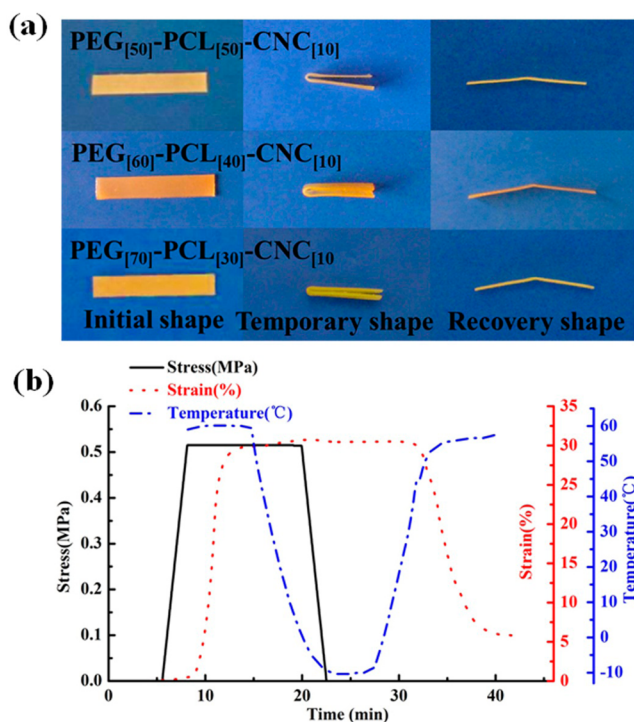 (a)
PEG[50]-PCL[50]-CNC[10]
PEG[60]-PCL[40]-CNC[10]
PEG[70]-PCL[30]-CNC[10
Initial shape Temporary shape Recovery shape
(b)
Stress(MPa)
Strain(%)
Temperature(℃)
0.6
0.5
0.4
0.3
0.2
0.1
0.0
Stress(MPa)
0 10 20 30 40
Time (min)
35
30
25
20
15
10
5
0
Strain(%)
60
50
40
30
20
10
0
-10
Temperature(℃)